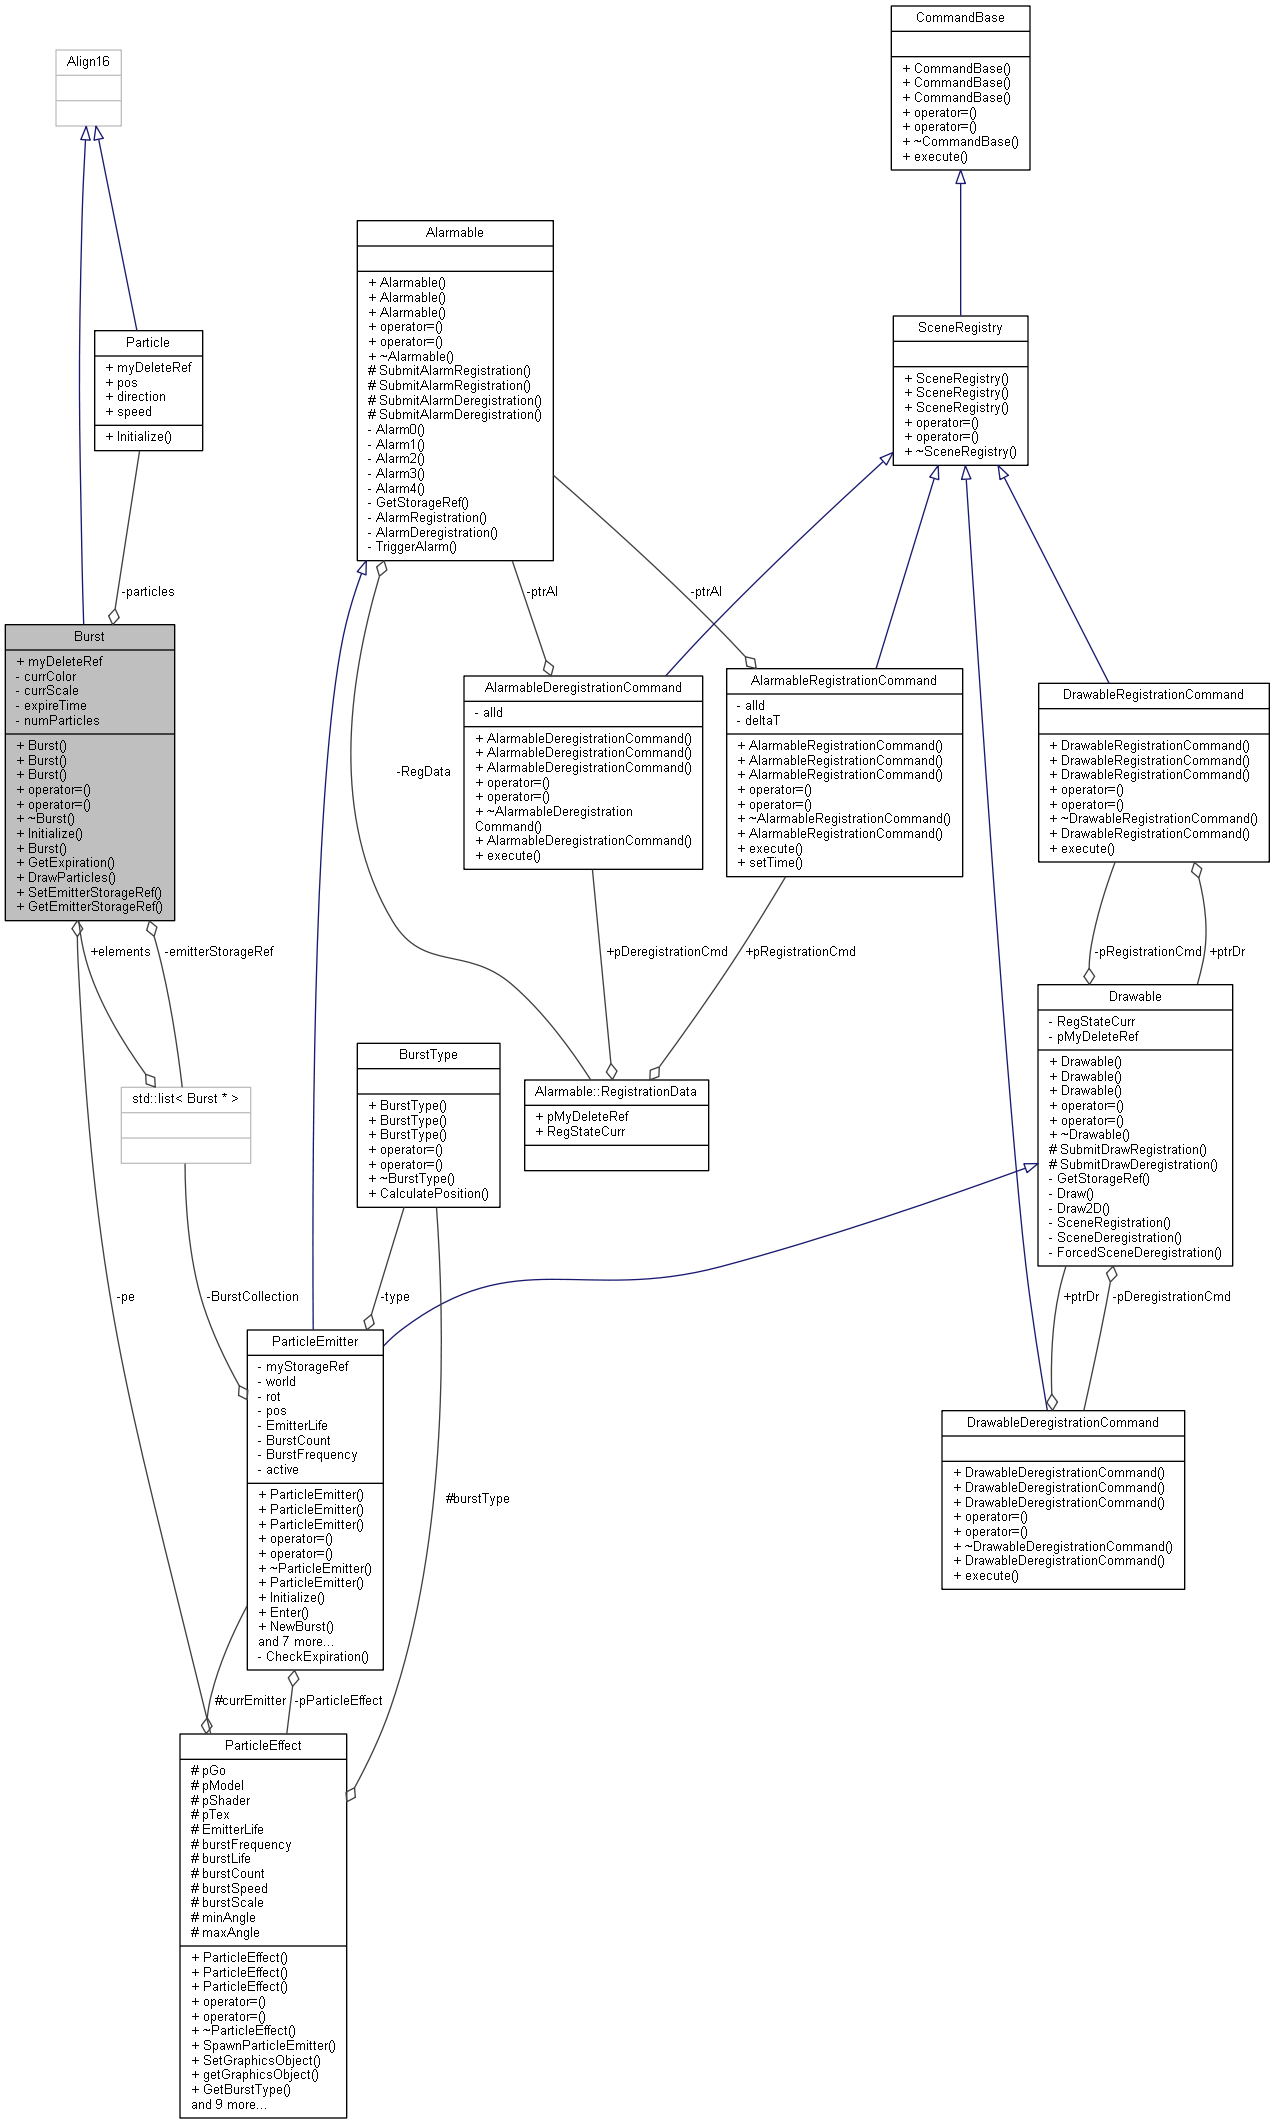 CommandBase
+ CommandBase()
+ CommandBase()
+ CommandBase()
+ operator=()
+ operator=()
+ ~CommandBase()
+ execute()
Align16
Alarmable
+ Alarmable()
+ Alarmable()
+ Alarmable()
+ operator=()
+ operator=()
+ ~Alarmable()
# SubmitAlarmRegistration()
# SubmitAlarmRegistration()
# SubmitAlarmDeregistration()
# SubmitAlarmDeregistration()
- Alarm0()
- Alarm1()
- Alarm2()
- Alarm3()
- Alarm4()
- GetStorageRef()
- AlarmRegistration()
- AlarmDeregistration()
- TriggerAlarm()
SceneRegistry
+ SceneRegistry()
+ SceneRegistry()
+ SceneRegistry()
+ operator=()
+ operator=()
+ ~SceneRegistry()
Particle
+ myDeleteRef
+ pos
+ direction
+ speed
+ Initialize()
-particles
-ptrAl
-ptrAl
Burst
+ myDeleteRef
- currColor
- currScale
- expireTime
- numParticles
+ Burst()
+ Burst()
+ Burst()
+ operator=()
+ operator=()
+ ~Burst()
+ Initialize()
+ Burst()
+ GetExpiration()
+ DrawParticles()
+ SetEmitterStorageRef()
+ GetEmitterStorageRef()
-RegData
AlarmableDeregistrationCommand
- alId
+ AlarmableDeregistrationCommand()
+ AlarmableDeregistrationCommand()
+ AlarmableDeregistrationCommand()
+ operator=()
+ operator=()
+ ~AlarmableDeregistration
Command()
+ AlarmableDeregistrationCommand()
+ execute()
AlarmableRegistrationCommand
- alId
- deltaT
+ AlarmableRegistrationCommand()
+ AlarmableRegistrationCommand()
+ AlarmableRegistrationCommand()
+ operator=()
+ operator=()
+ ~AlarmableRegistrationCommand()
+ AlarmableRegistrationCommand()
+ execute()
+ setTime()
DrawableRegistrationCommand
+ DrawableRegistrationCommand()
+ DrawableRegistrationCommand()
+ DrawableRegistrationCommand()
+ operator=()
+ operator=()
+ ~DrawableRegistrationCommand()
+ DrawableRegistrationCommand()
+ execute()
+elements
-emitterStorageRef
+pDeregistrationCmd
+pRegistrationCmd
-pRegistrationCmd
+ptrDr
Drawable
- RegStateCurr
- pMyDeleteRef
+ Drawable()
+ Drawable()
+ Drawable()
+ operator=()
+ operator=()
+ ~Drawable()
# SubmitDrawRegistration()
# SubmitDrawDeregistration()
- GetStorageRef()
- Draw()
- Draw2D()
- SceneRegistration()
- SceneDeregistration()
- ForcedSceneDeregistration()
BurstType
+ BurstType()
+ BurstType()
+ BurstType()
+ operator=()
+ operator=()
+ ~BurstType()
+ CalculatePosition()
Alarmable::RegistrationData
+ pMyDeleteRef
+ RegStateCurr
std::list< Burst * >
-pe
-BurstCollection
-type
+ptrDr
-pDeregistrationCmd
ParticleEmitter
- myStorageRef
- world
- rot
- pos
- EmitterLife
- BurstCount
- BurstFrequency
- active
+ ParticleEmitter()
+ ParticleEmitter()
+ ParticleEmitter()
+ operator=()
+ operator=()
+ ~ParticleEmitter()
+ ParticleEmitter()
+ Initialize()
+ Enter()
+ NewBurst()
and 7 more...
- CheckExpiration()
#burstType
DrawableDeregistrationCommand
+ DrawableDeregistrationCommand()
+ DrawableDeregistrationCommand()
+ DrawableDeregistrationCommand()
+ operator=()
+ operator=()
+ ~DrawableDeregistrationCommand()
+ DrawableDeregistrationCommand()
+ execute()
#currEmitter
-pParticleEffect
ParticleEffect
# pGo
# pModel
# pShader
# pTex
# EmitterLife
# burstFrequency
# burstLife
# burstCount
# burstSpeed
# burstScale
# minAngle
# maxAngle
+ ParticleEffect()
+ ParticleEffect()
+ ParticleEffect()
+ operator=()
+ operator=()
+ ~ParticleEffect()
+ SpawnParticleEmitter()
+ SetGraphicsObject()
+ getGraphicsObject()
+ GetBurstType()
and 9 more...